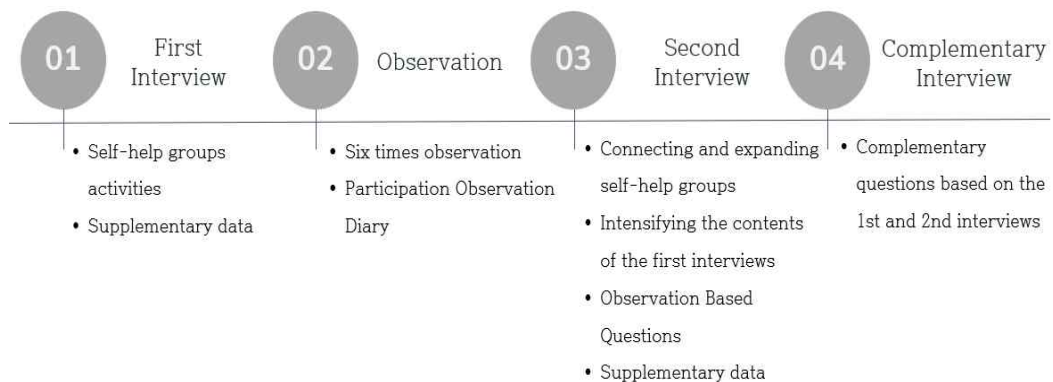 01
First
Interview
02
Observation
03
Second
Interview
04
Complementary
Interview
• Self-help groups
activities
• Supplementary data
• Six times observation
• Participation Observation
Diary
• Connecting and expanding
self-help groups
• Intensifying the contents
of the first interviews
• Observation Based
Questions
• Supplementary data
• Complementary
questions based on the
1st and 2nd interviews